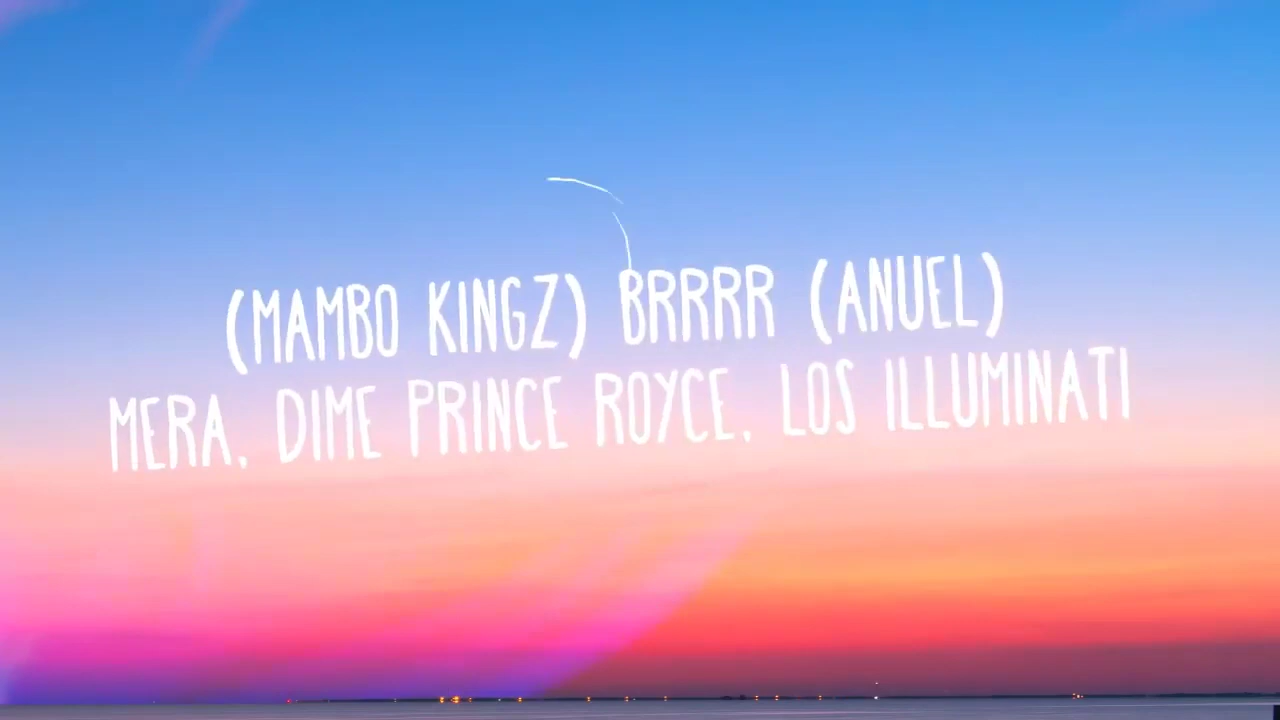 (MAMBO KINGZ) BRRRR (ANUEL)
MERA, DIME PRINCE ROYCE, LOS ILLUMINATI